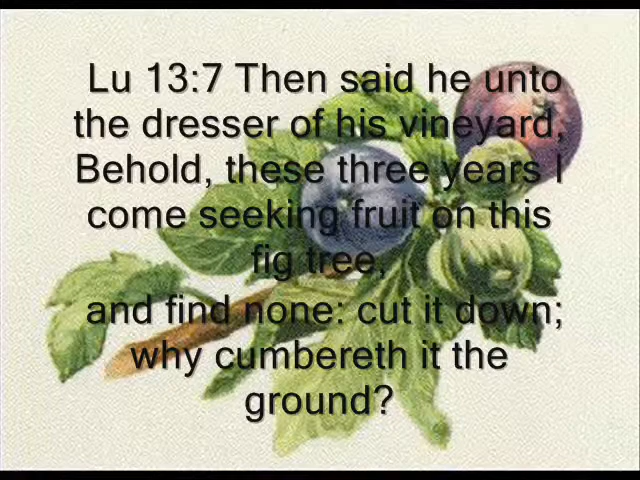 Lu 13:7 Then said he unto
the dresser of his vineyard,
Behold, these three years I
come seeking fruit on this
fig tree,
and find none: cut it down;
why cumbereth it the
ground?